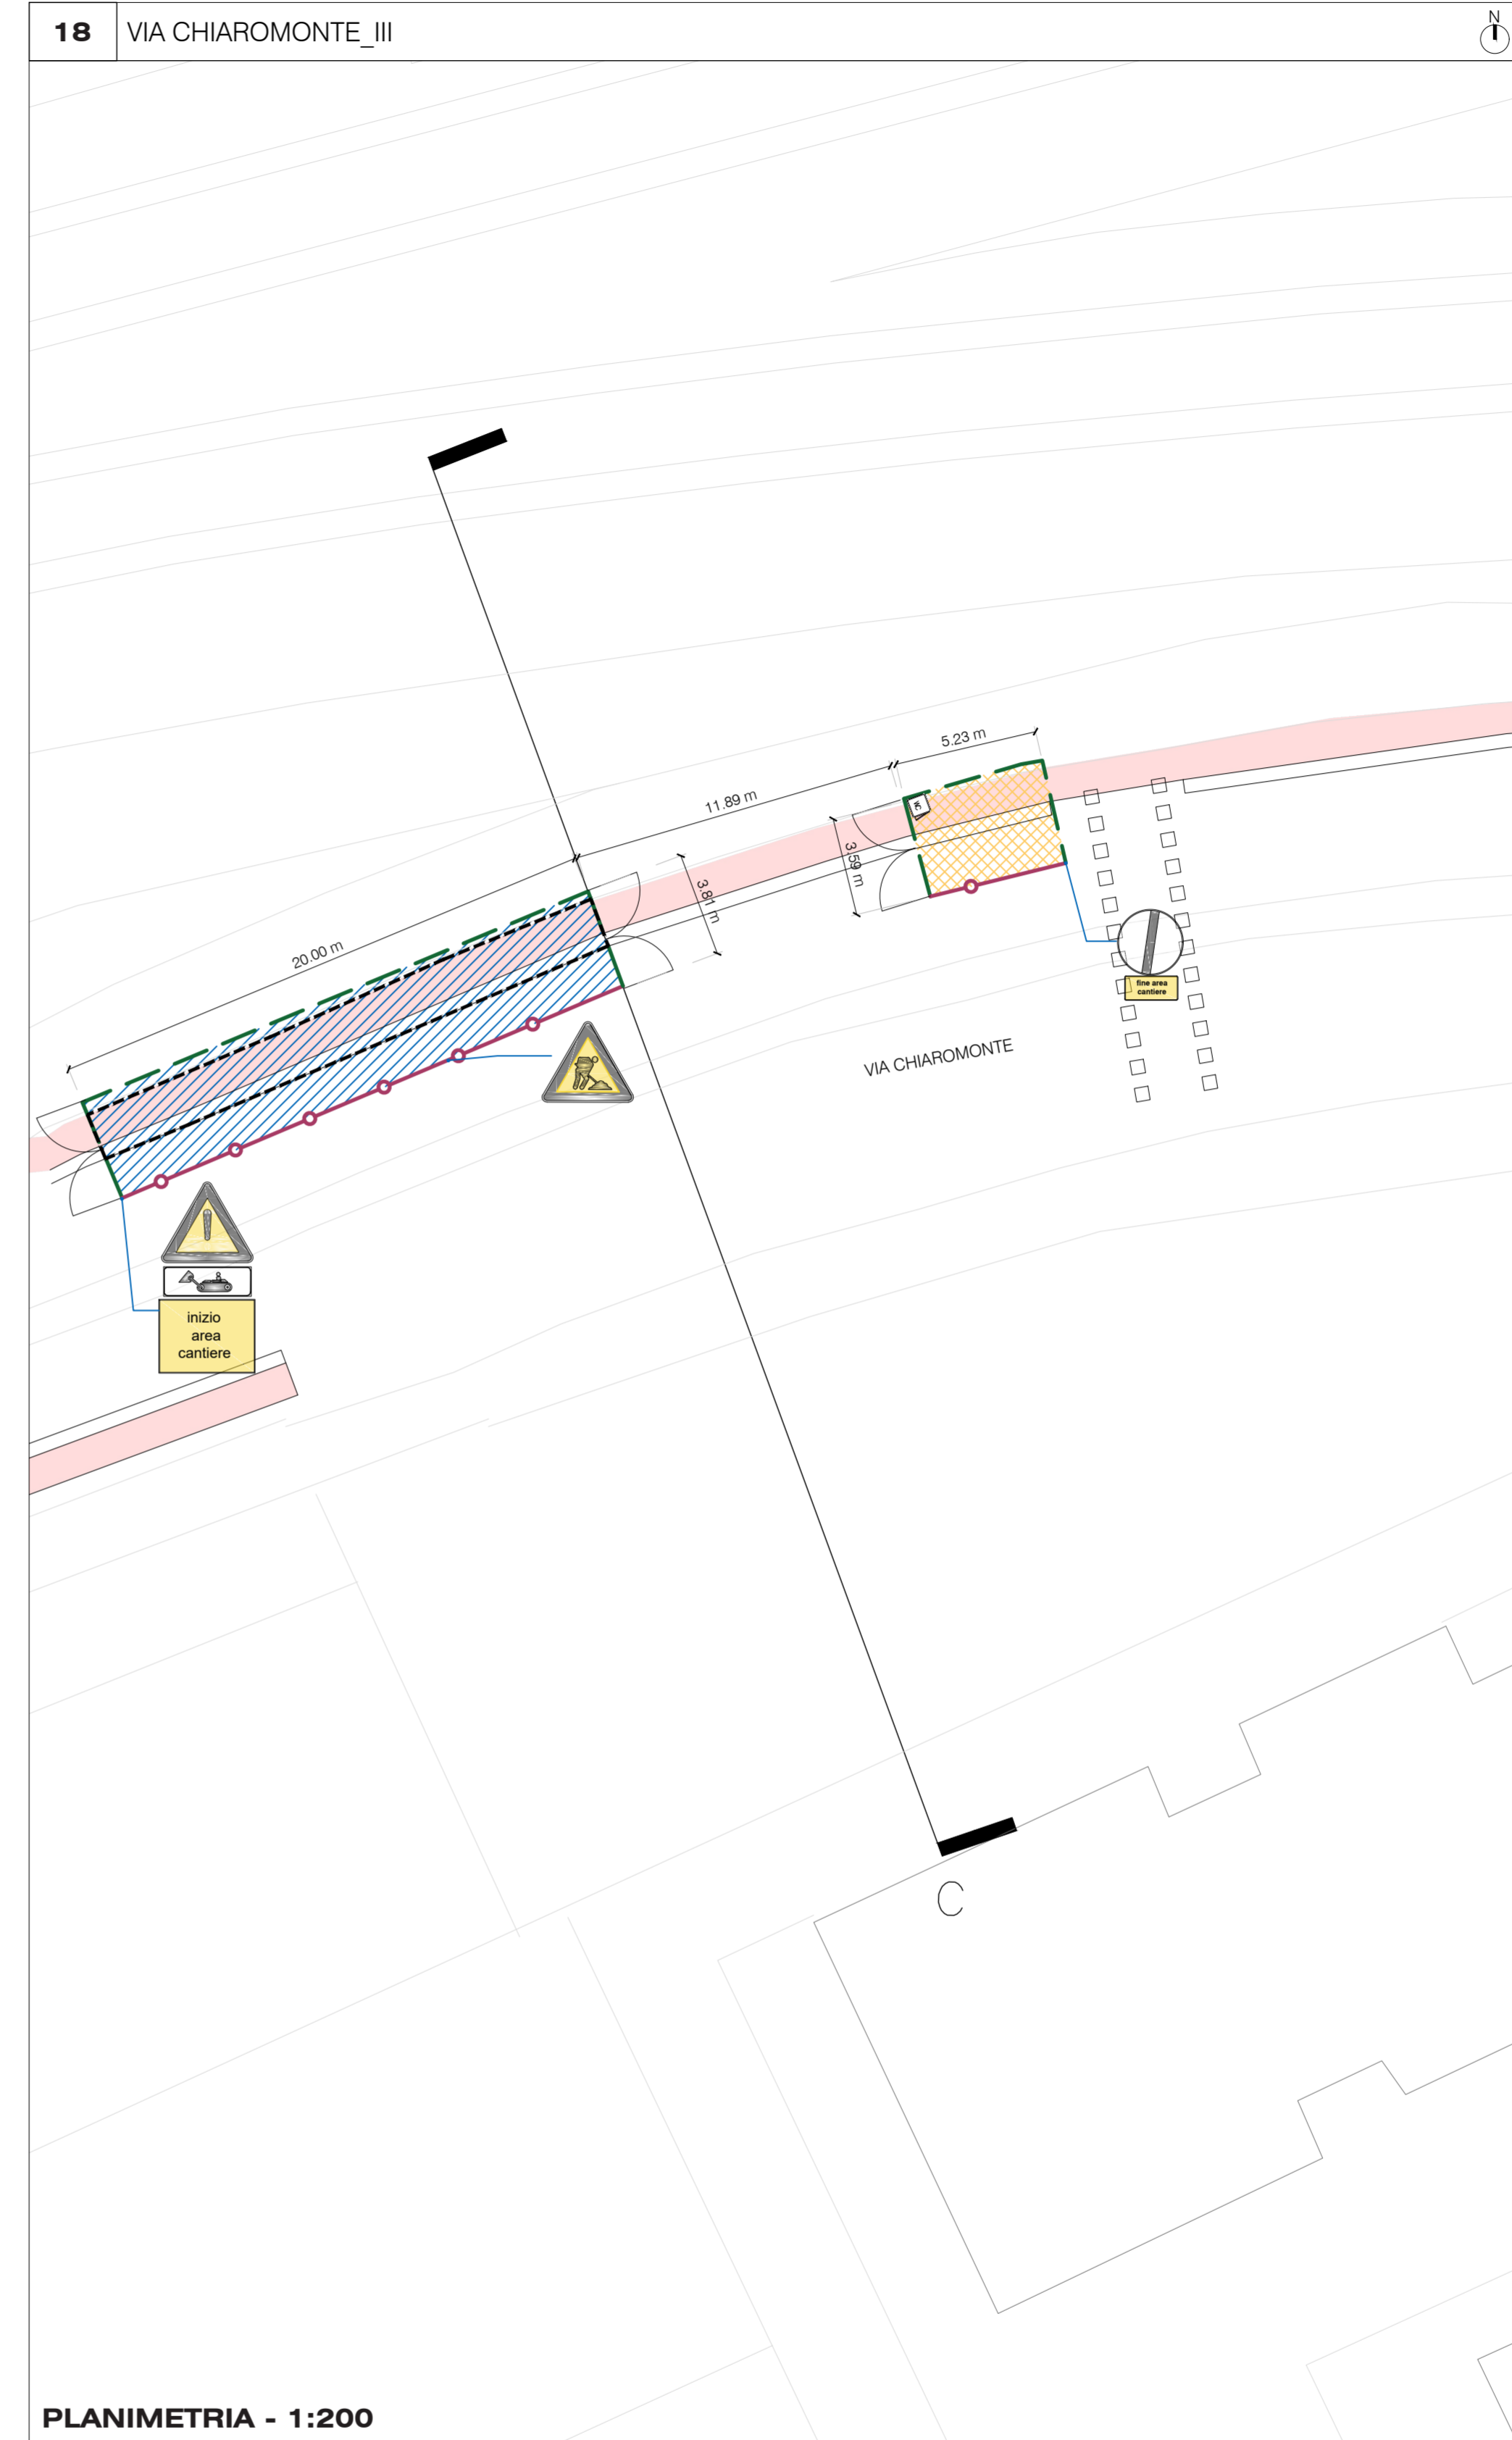 18
VIA CHIAROMONTE_III
N
5.23 m
11.89 m
3.59 m
WC
3.81 m
20.00 m
fine area
cantiere
VIA CHIAROMONTE
inizio
area
cantiere
C
PLANIMETRIA - 1:200